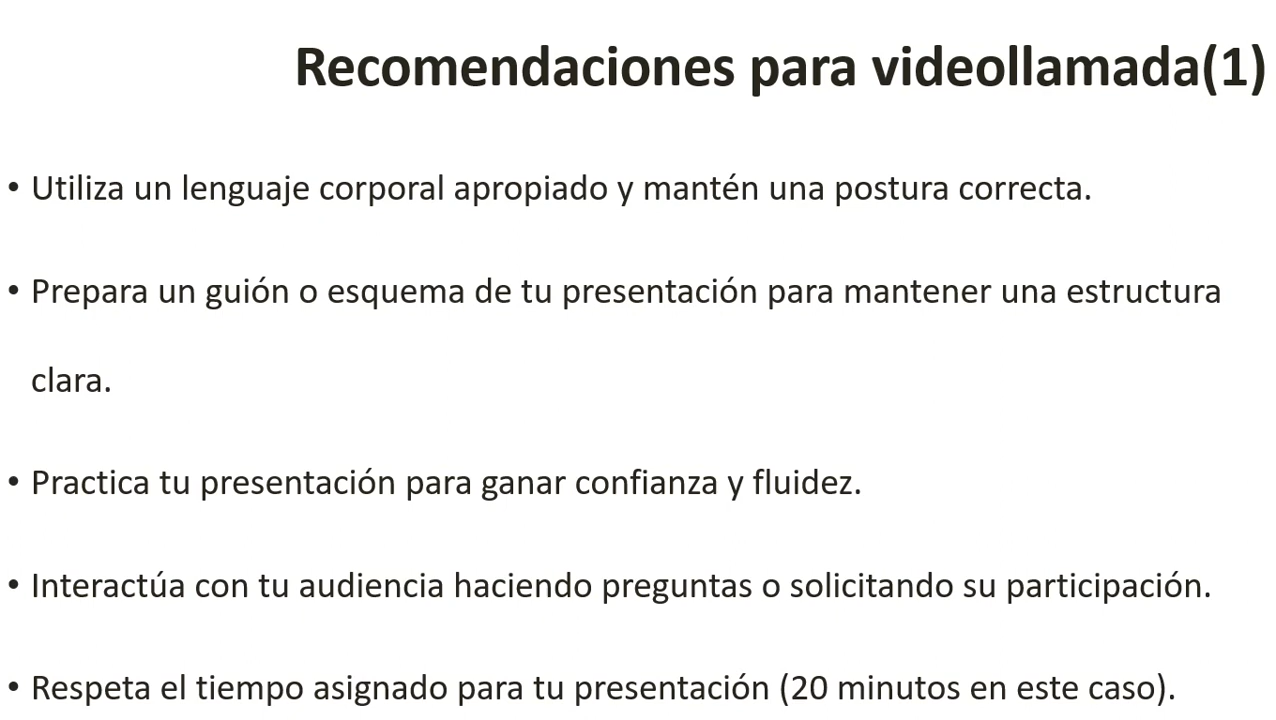 Recomendaciones para videollamada(1)
• Utiliza un lenguaje corporal apropiado y mantén una postura correcta.
• Prepara un guión o esquema de tu presentación para mantener una estructura
clara.
• Practica tu presentación para ganar confianza y fluidez.
• Interactúa con tu audiencia haciendo preguntas o solicitando su participación.
• Respeta el tiempo asignado para tu presentación (20 minutos en este caso).